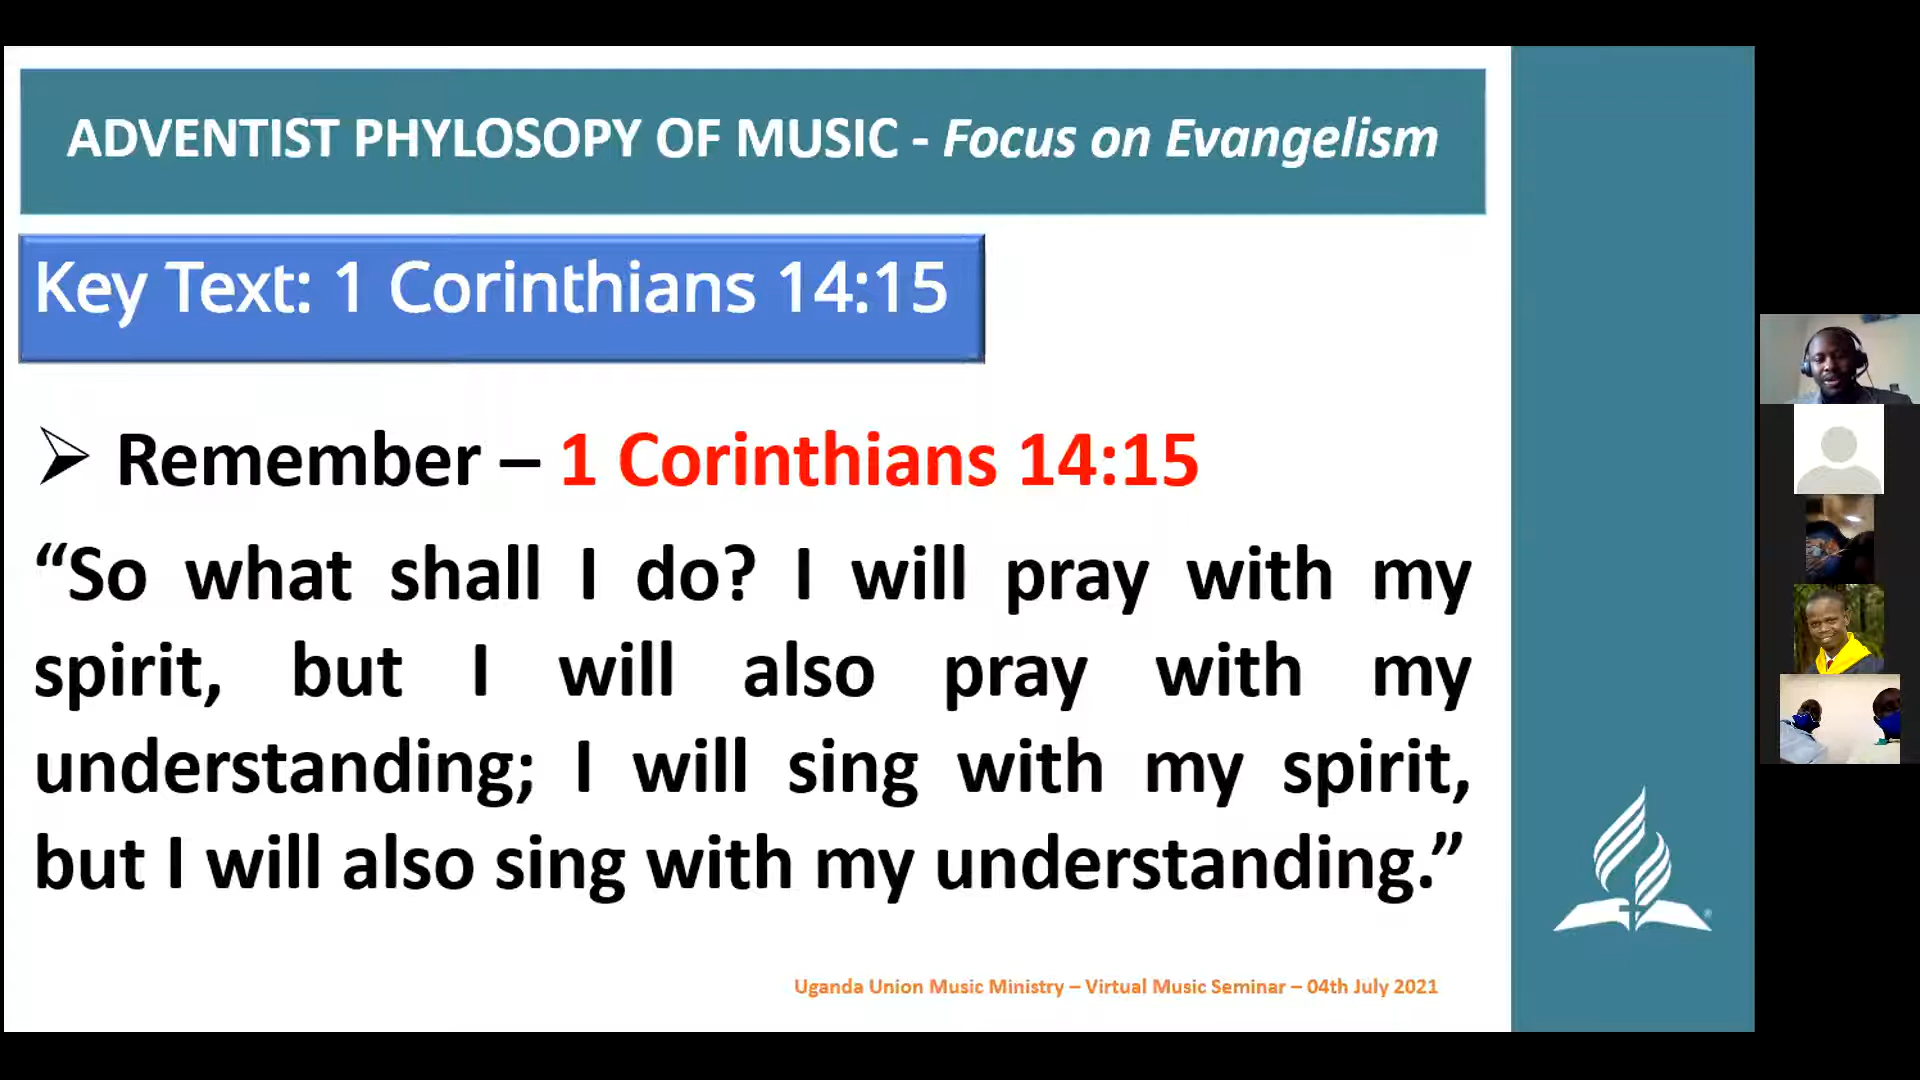 ADVENTIST PHYLOSOPY OF MUSIC - Focus on Evangelism
Key Text: 1 Corinthians 14:15
Remember – 1 Corinthians 14:15
“So what shall I do? I will pray with my
spirit, but I will also pray with my
understanding; I will sing with my spirit,
but I will also sing with my understanding.”
Uganda Union Music Ministry – Virtual Music Seminar – 04th July 2021